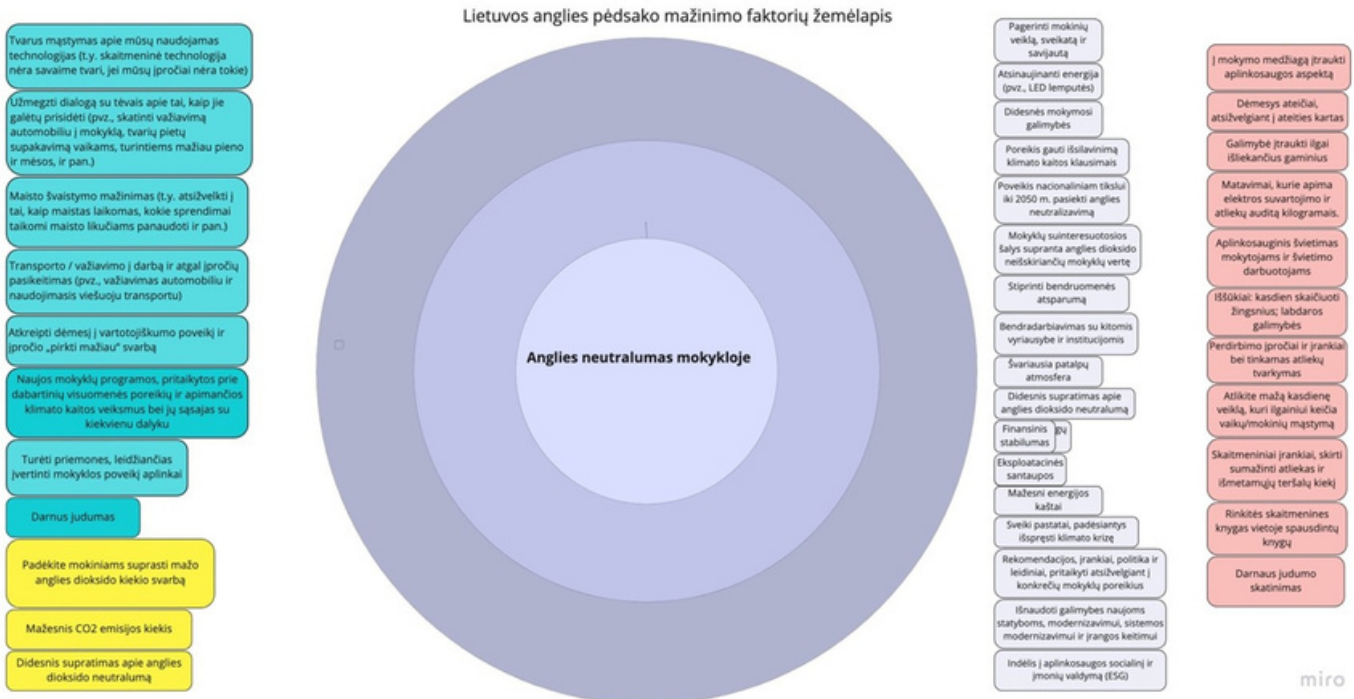 Lietuvos anglies pėdsako mažinimo faktorių žemėlapis
Tvarus mąstymas apie mūsų naudojamas
technologijas (t.y. skaitmeninė technologija
nėra savaime tvari, jei mūsų įpročiai nėra tokie)
Užmegzti dialogą su tėvais apie tai, kaip jie
galėtų prisidėti (pvz., skatinti važiavimą
automobiliu į mokyklą, tvarių pietų
supakavimą vaikams, turintiems mažiau pieno
ir mėsos, ir pan.)
Maisto švaistymo mažinimas (t.y. atsižvelkti į
tai, kaip maistas laikomas, kokie sprendimai
taikomi maisto likučiams panaudoti ir pan.)
Transporto / važiavimo į darbą ir atgal įpročių
pasikeitimas (pvz., važiavimas automobiliu ir
naudojimasis viešuoju transportu)
Atkreipti dėmesį į vartotojiškumo poveikį ir
įpročio „pirkti mažiau“ svarbą
Naujos mokyklų programos, pritaikytos prie
dabartinių visuomenės poreikių ir apimančios
klimato kaitos veiksmus bei jų sąsajas su
kiekvienu dalyku
Turėti priemones, leidžiančias
įvertinti mokyklos poveikį aplinkai
Darnus judumas
Padėkite mokiniams suprasti mažo
anglies dioksido kiekio svarbą
Mažesnis CO2 emisijos kiekis
Didesnis supratimas apie anglies
dioksido neutralumą
Anglies neutralumas mokykloje
Pagerinti mokinių
veiklą, sveikatą ir
savijautą
Atsinaujinanti energija
(pvz., LED lemputės)
Didesnės mokymosi
galimybės
Poreikis gauti išsilavinimą
klimato kaitos klausimais
Poveikis nacionaliniam tikslui
iki 2050 m. pasiekti anglies
neutralizavimą
Mokyklų suinteresuotosios
šalys supranta anglies dioksido
neišskiriančių mokyklų vertę
Stiprinti bendruomenės
atsparumą
Bendradarbiavimas su kitomis
vyriausybe ir institucijomis
Švariausia patalpų
atmosfera
Didesnis supratimas apie
anglies dioksido neutralumą
Finansinis gų
stabilumas
Eksploatacinės
santaupos
Mažesni energijos
kaštai
Sveiki pastatai, padėsiantys
išspręsti klimato krizę
Rekomendacijos, įrankiai, politika ir
leidiniai, pritaikyti atsižvelgiant į
konkrečių mokyklų poreikius
Išnaudoti galimybes naujoms
statyboms, modernizavimui, sistemos
modernizavimui ir įrangos keitimui
Indėlis į aplinkosaugos socialinį ir
įmonių valdymą (ESG)
Į mokymo medžiagą įtraukti
aplinkosaugos aspektą
Dėmesys ateičiai,
atsižvelgiant į ateities kartas
Galimybė įtraukti ilgai
išliekančius gaminius
Matavimai, kurie apima
elektros suvartojimo ir
atliekų auditą kilogramais.
Aplinkosauginis švietimas
mokytojams ir švietimo
darbuotojams
Iššūkiai: kasdien skaičiuoti
žingsnius; labdaros
galimybės
Perdirbimo įpročiai ir įrankiai
bei tinkamas atliekų
tvarkymas
Atlikite mažą kasdienę
veiklą, kuri ilgainiui keičia
vaikų/mokinių mąstymą
Skaitmeniniai įrankiai, skirti
sumažinti atliekas ir
išmetamųjų teršalų kiekį
Rinkitės skaitmenines
knygas vietoje spausdintų
knygų
Darnaus judumo
skatinimas
miro